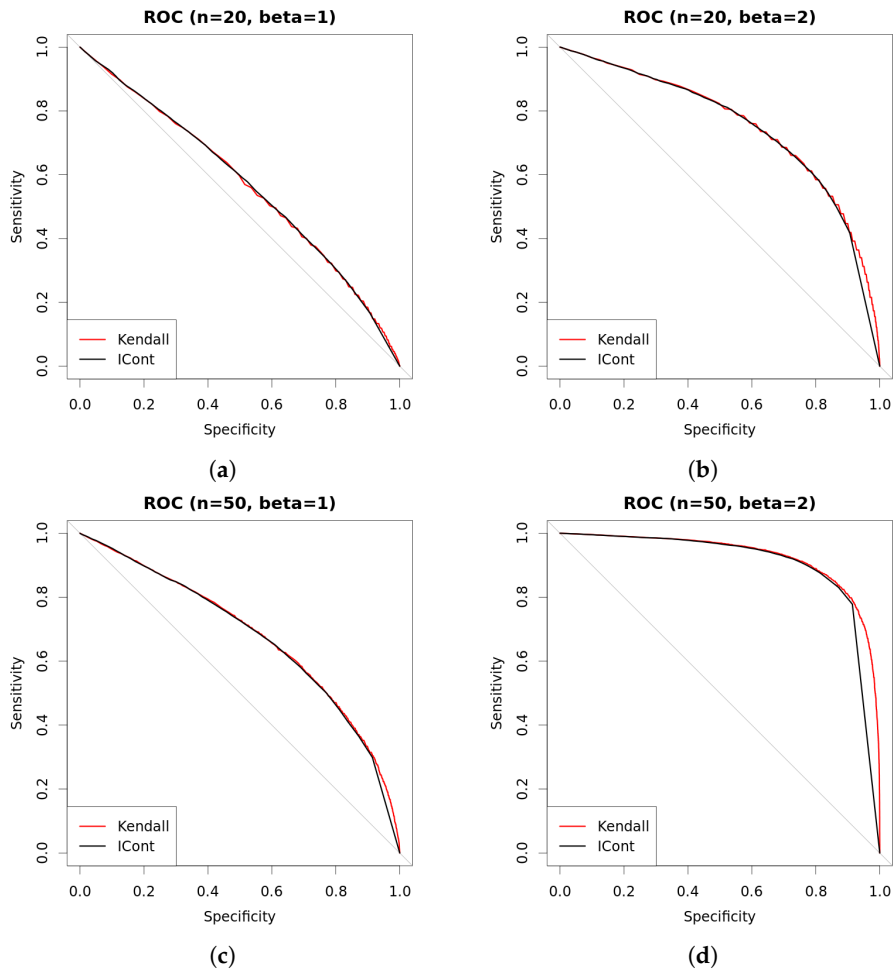 ROC (n=20, beta=1)
Sensitivity
0.0 0.2 0.4 0.6 0.8 1.0
Kendall
ICont
0.0 0.2 0.4 0.6 0.8 1.0
Specificity
(a)
ROC (n=20, beta=2)
Sensitivity
0.0 0.2 0.4 0.6 0.8 1.0
Kendall
ICont
0.0 0.2 0.4 0.6 0.8 1.0
Specificity
(b)
ROC (n=50, beta=1)
Sensitivity
0.0 0.2 0.4 0.6 0.8 1.0
Kendall
ICont
0.0 0.2 0.4 0.6 0.8 1.0
Specificity
(c)
ROC (n=50, beta=2)
Sensitivity
0.0 0.2 0.4 0.6 0.8 1.0
Kendall
ICont
0.0 0.2 0.4 0.6 0.8 1.0
Specificity
(d)